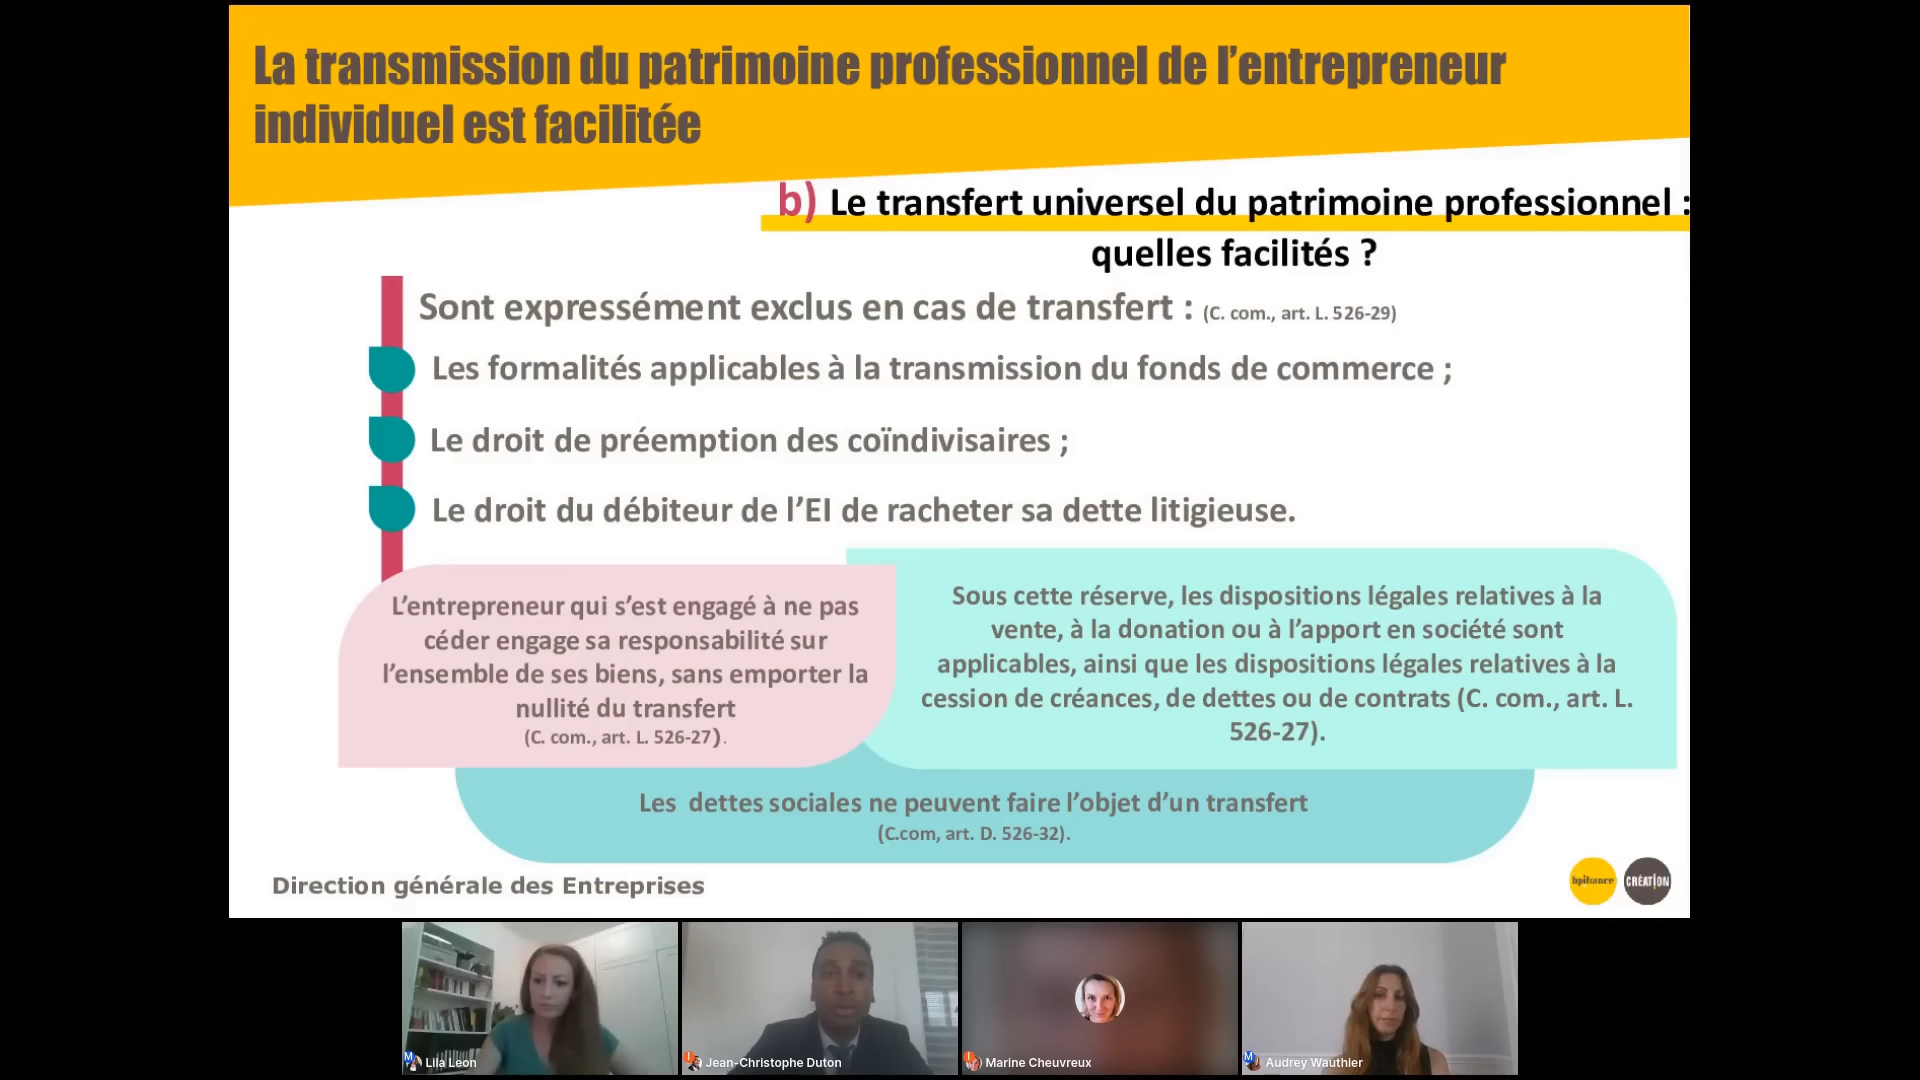 La transmission du patrimoine professionnel de l’entrepreneur
individuel est facilitée
b) Le transfert universel du patrimoine professionnel :
quelles facilités ?
Sont expressément exclus en cas de transfert : (C. com., art. L. 526-29)
Les formalités applicables à la transmission du fonds de commerce ;
Le droit de préemption des coïndivisaires ;
Le droit du débiteur de l’EI de racheter sa dette litigieuse.
L’entrepreneur qui s’est engagé à ne pas
céder engage sa responsabilité sur
l’ensemble de ses biens, sans emporter la
nullité du transfert
(C. com., art. L. 526-27).
Sous cette réserve, les dispositions légales relatives à la
vente, à la donation ou à l’apport en société sont
applicables, ainsi que les dispositions légales relatives à la
cession de créances, de dettes ou de contrats (C. com., art. L.
526-27).
Les dettes sociales ne peuvent faire l’objet d’un transfert
(C.com, art. D. 526-32).
Direction générale des Entreprises
bpifrance
CRÉATION
M
Lila Leon
I
Jean-Christophe Duton
I
Marine Cheuvreux
M
Audrey Wauthier